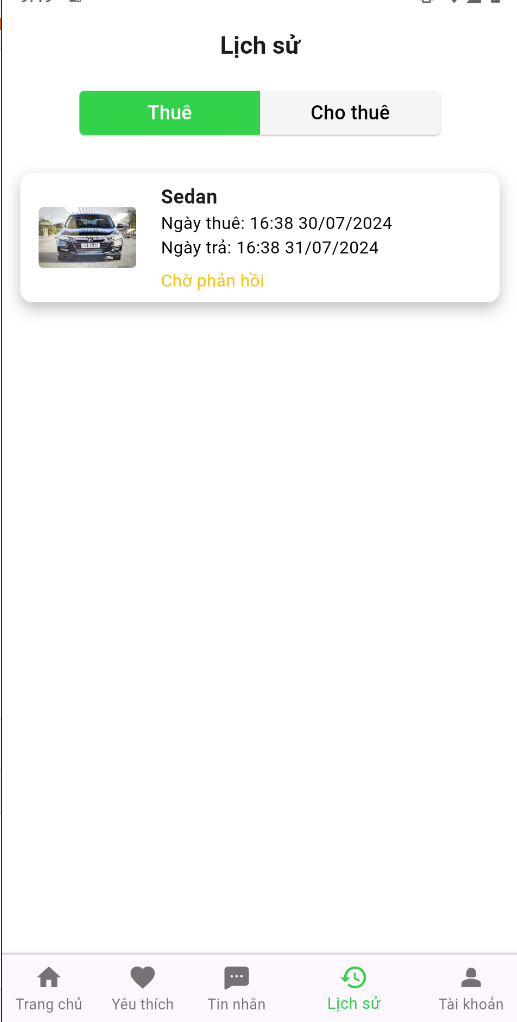 Lịch sử
Thuê
Cho thuê
Sedan
Ngày thuê: 16:38 30/07/2024
Ngày trả: 16:38 31/07/2024
Chờ phản hồi
Trang chủ
Yêu thích
Tin nhắn
Lịch sử
Tài khoản